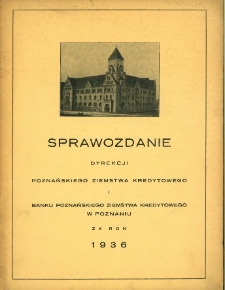 SPRAWOZDANIE
DYREKCJI
POZNAŃSKIEGO ZIEMSTWA KREDYTOWEGO
I
BANKU POZNAŃSKIEGO ZIEMSTWA KREDYTOWEGO
W POZNANIU
ZA ROK
1936